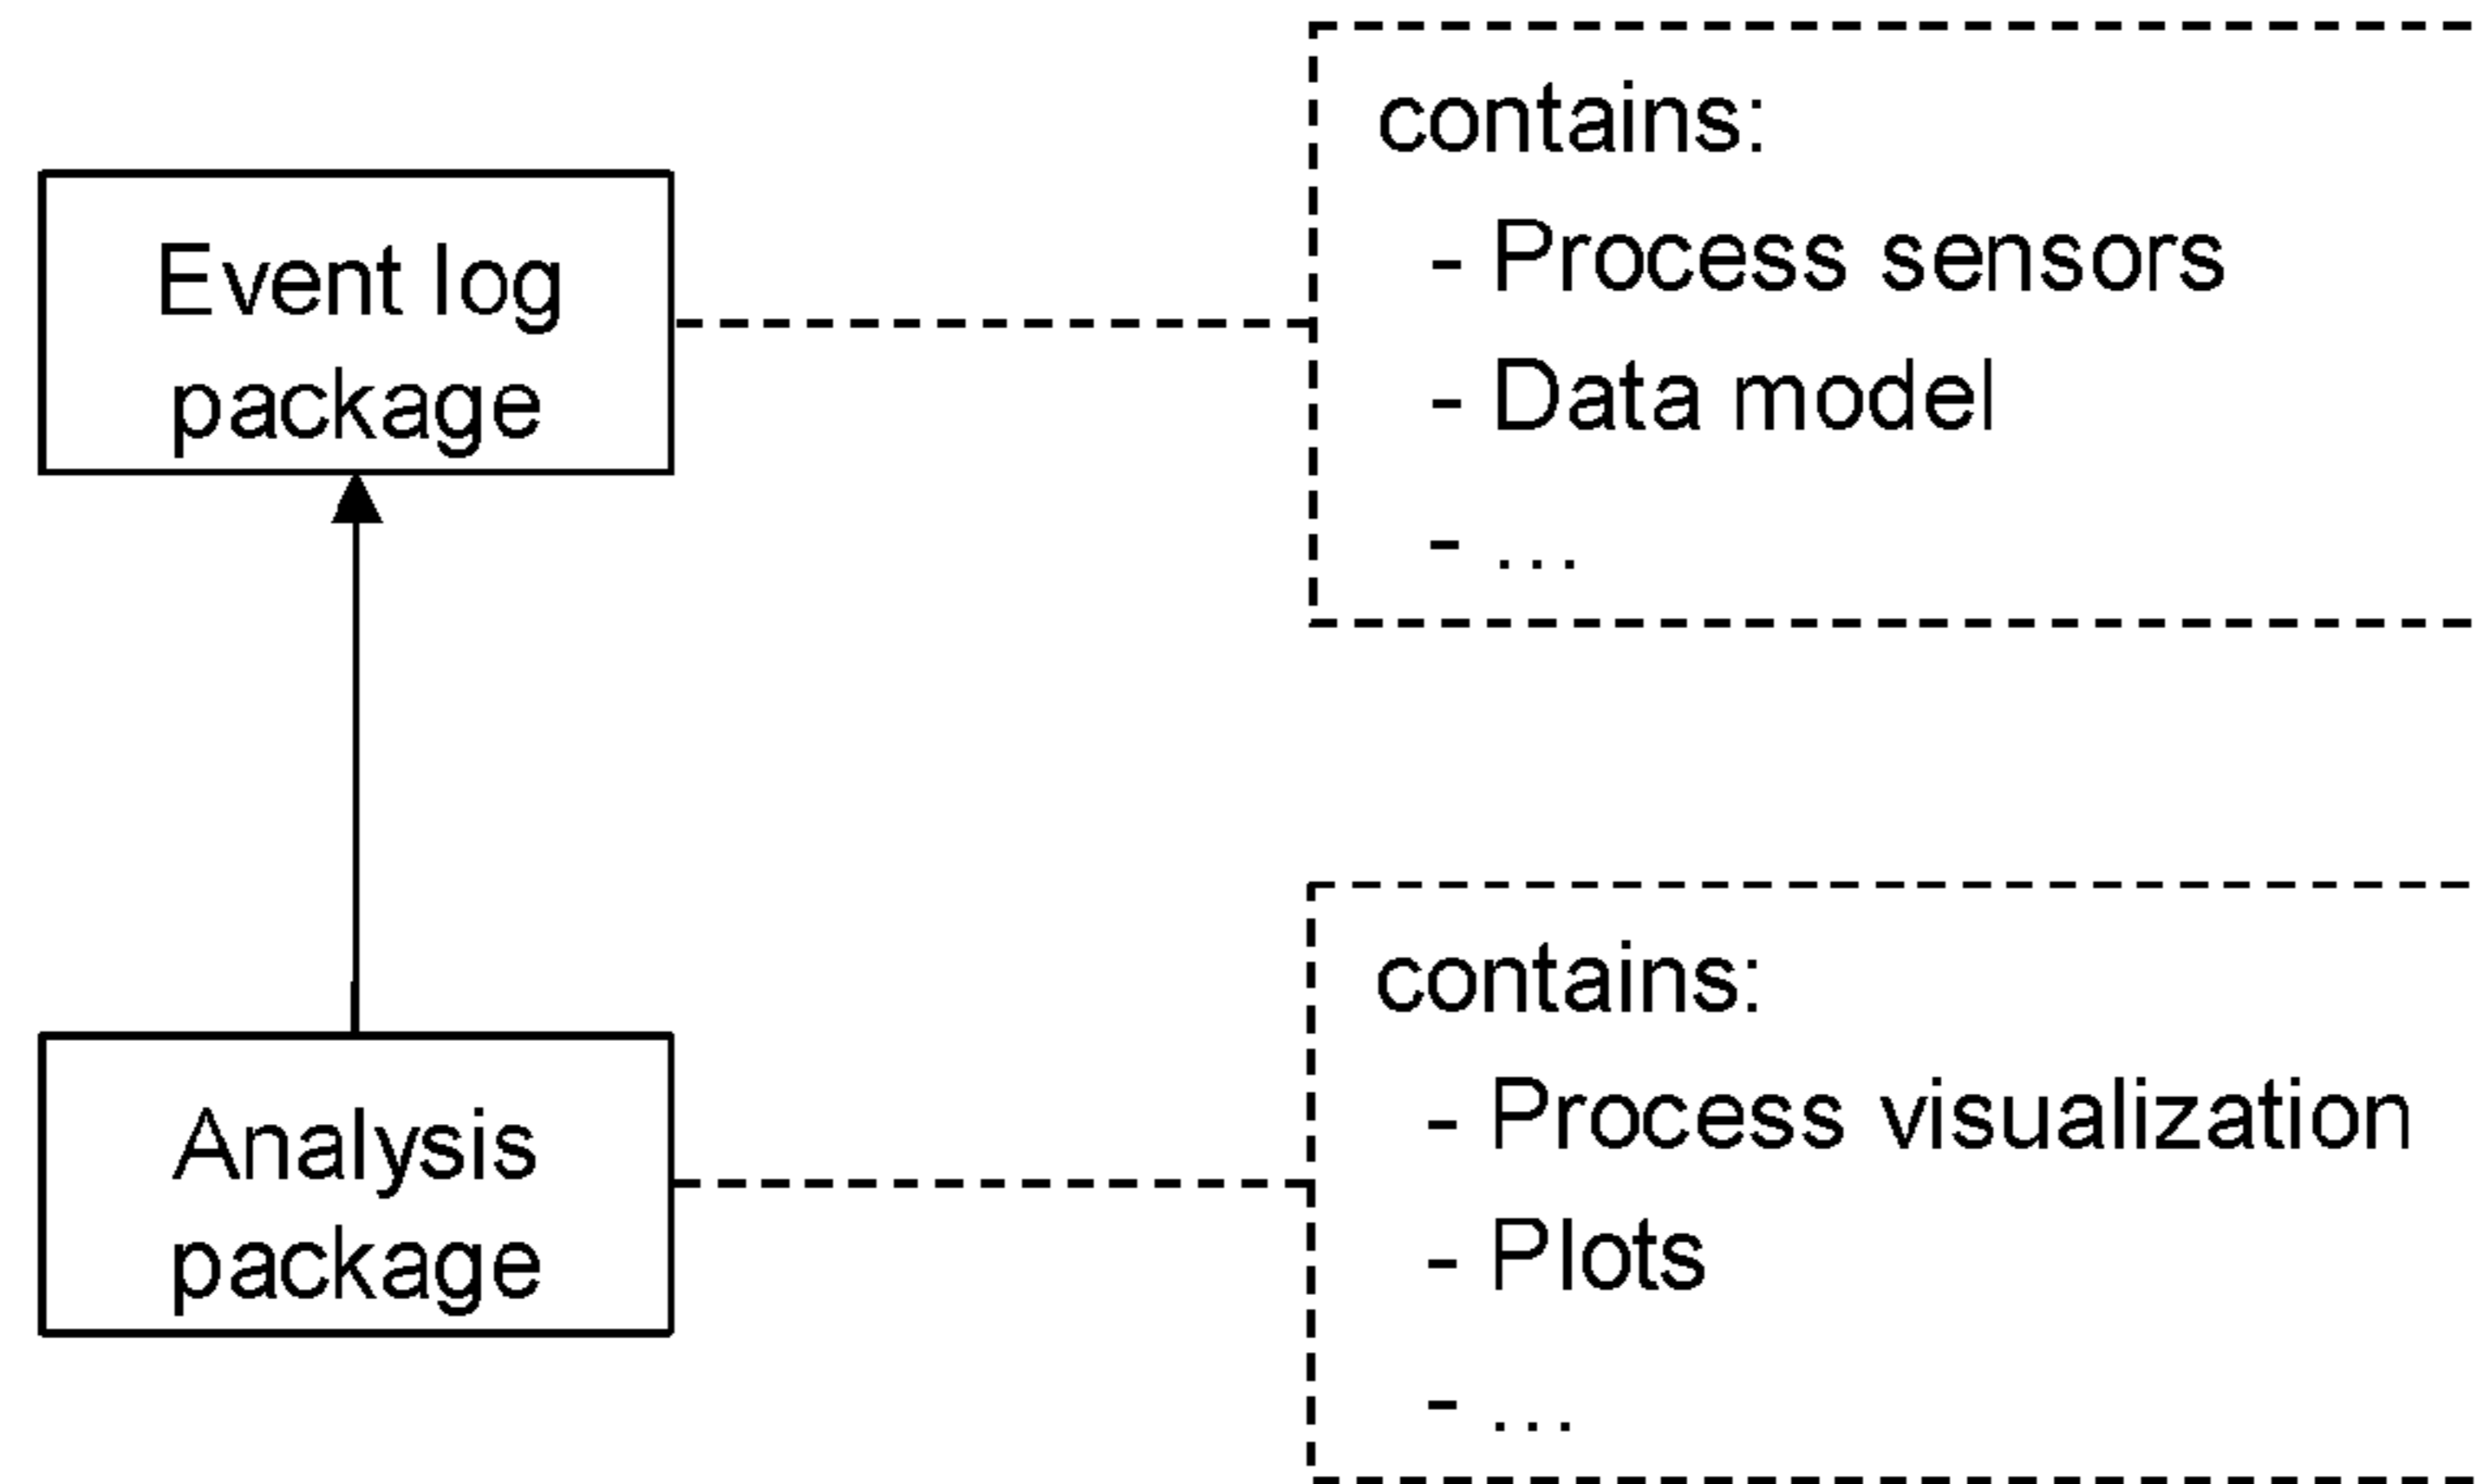 Event log
package
contains:
- Process sensors
- Data model
- ...
Analysis
package
contains:
- Process visualization
- Plots
- ...